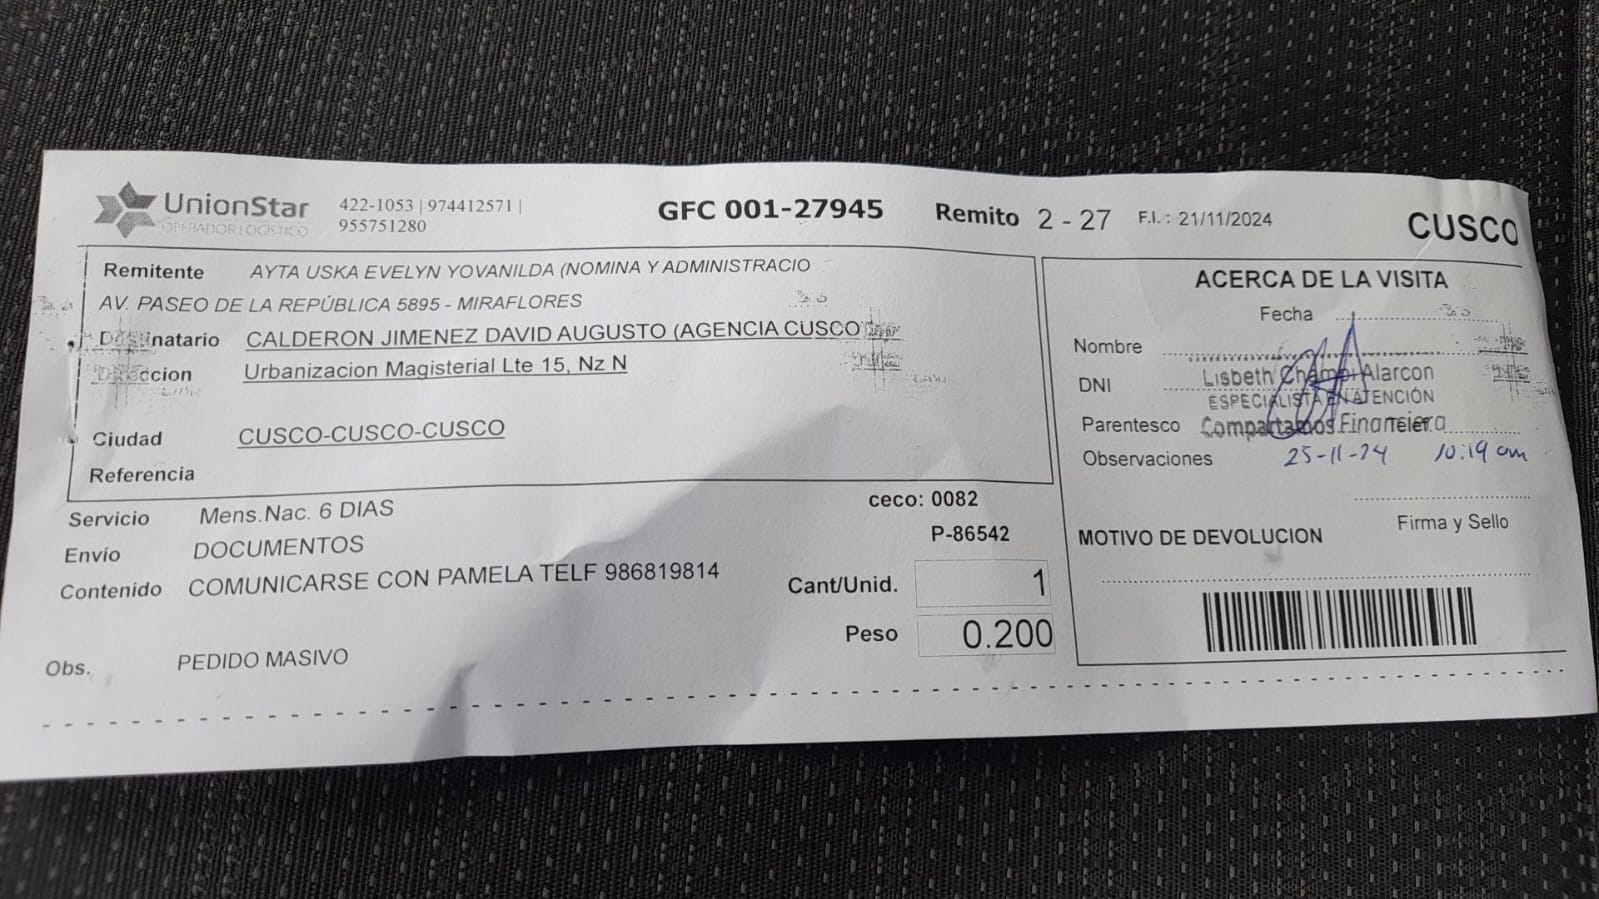 UnionStar
OPERADOR LOGÍSTICO
422-1053 | 974412571 |
955751280
GFC 001-27945
Remito 2 - 27
F.I. : 21/11/2024
CUSCO
Remitente AYTA USKA EVELYN YOVANILDA (NOMINA Y ADMINISTRACIO
AV. PASEO DE LA REPÚBLICA 5895 - MIRAFLORES
Destinatario CALDERON JIMENEZ DAVID AUGUSTO (AGENCIA CUSCO
Direccion Urbanizacion Magisterial Lte 15, Nz N
Ciudad CUSCO-CUSCO-CUSCO
Referencia
Servicio Mens.Nac. 6 DIAS
Envío DOCUMENTOS
Contenido COMUNICARSE CON PAMELA TELF 986819814
Obs. PEDIDO MASIVO
ceco: 0082
P-86542
Cant/Unid. 1
Peso 0.200
ACERCA DE LA VISITA
Fecha
Nombre
DNI Lisbeth Alarcon
ESPECIALISTA EN ATENCIÓN
Parentesco Compartamos Financiera Telef.
Observaciones 25-11-24 10:19 am
Firma y Sello
MOTIVO DE DEVOLUCION